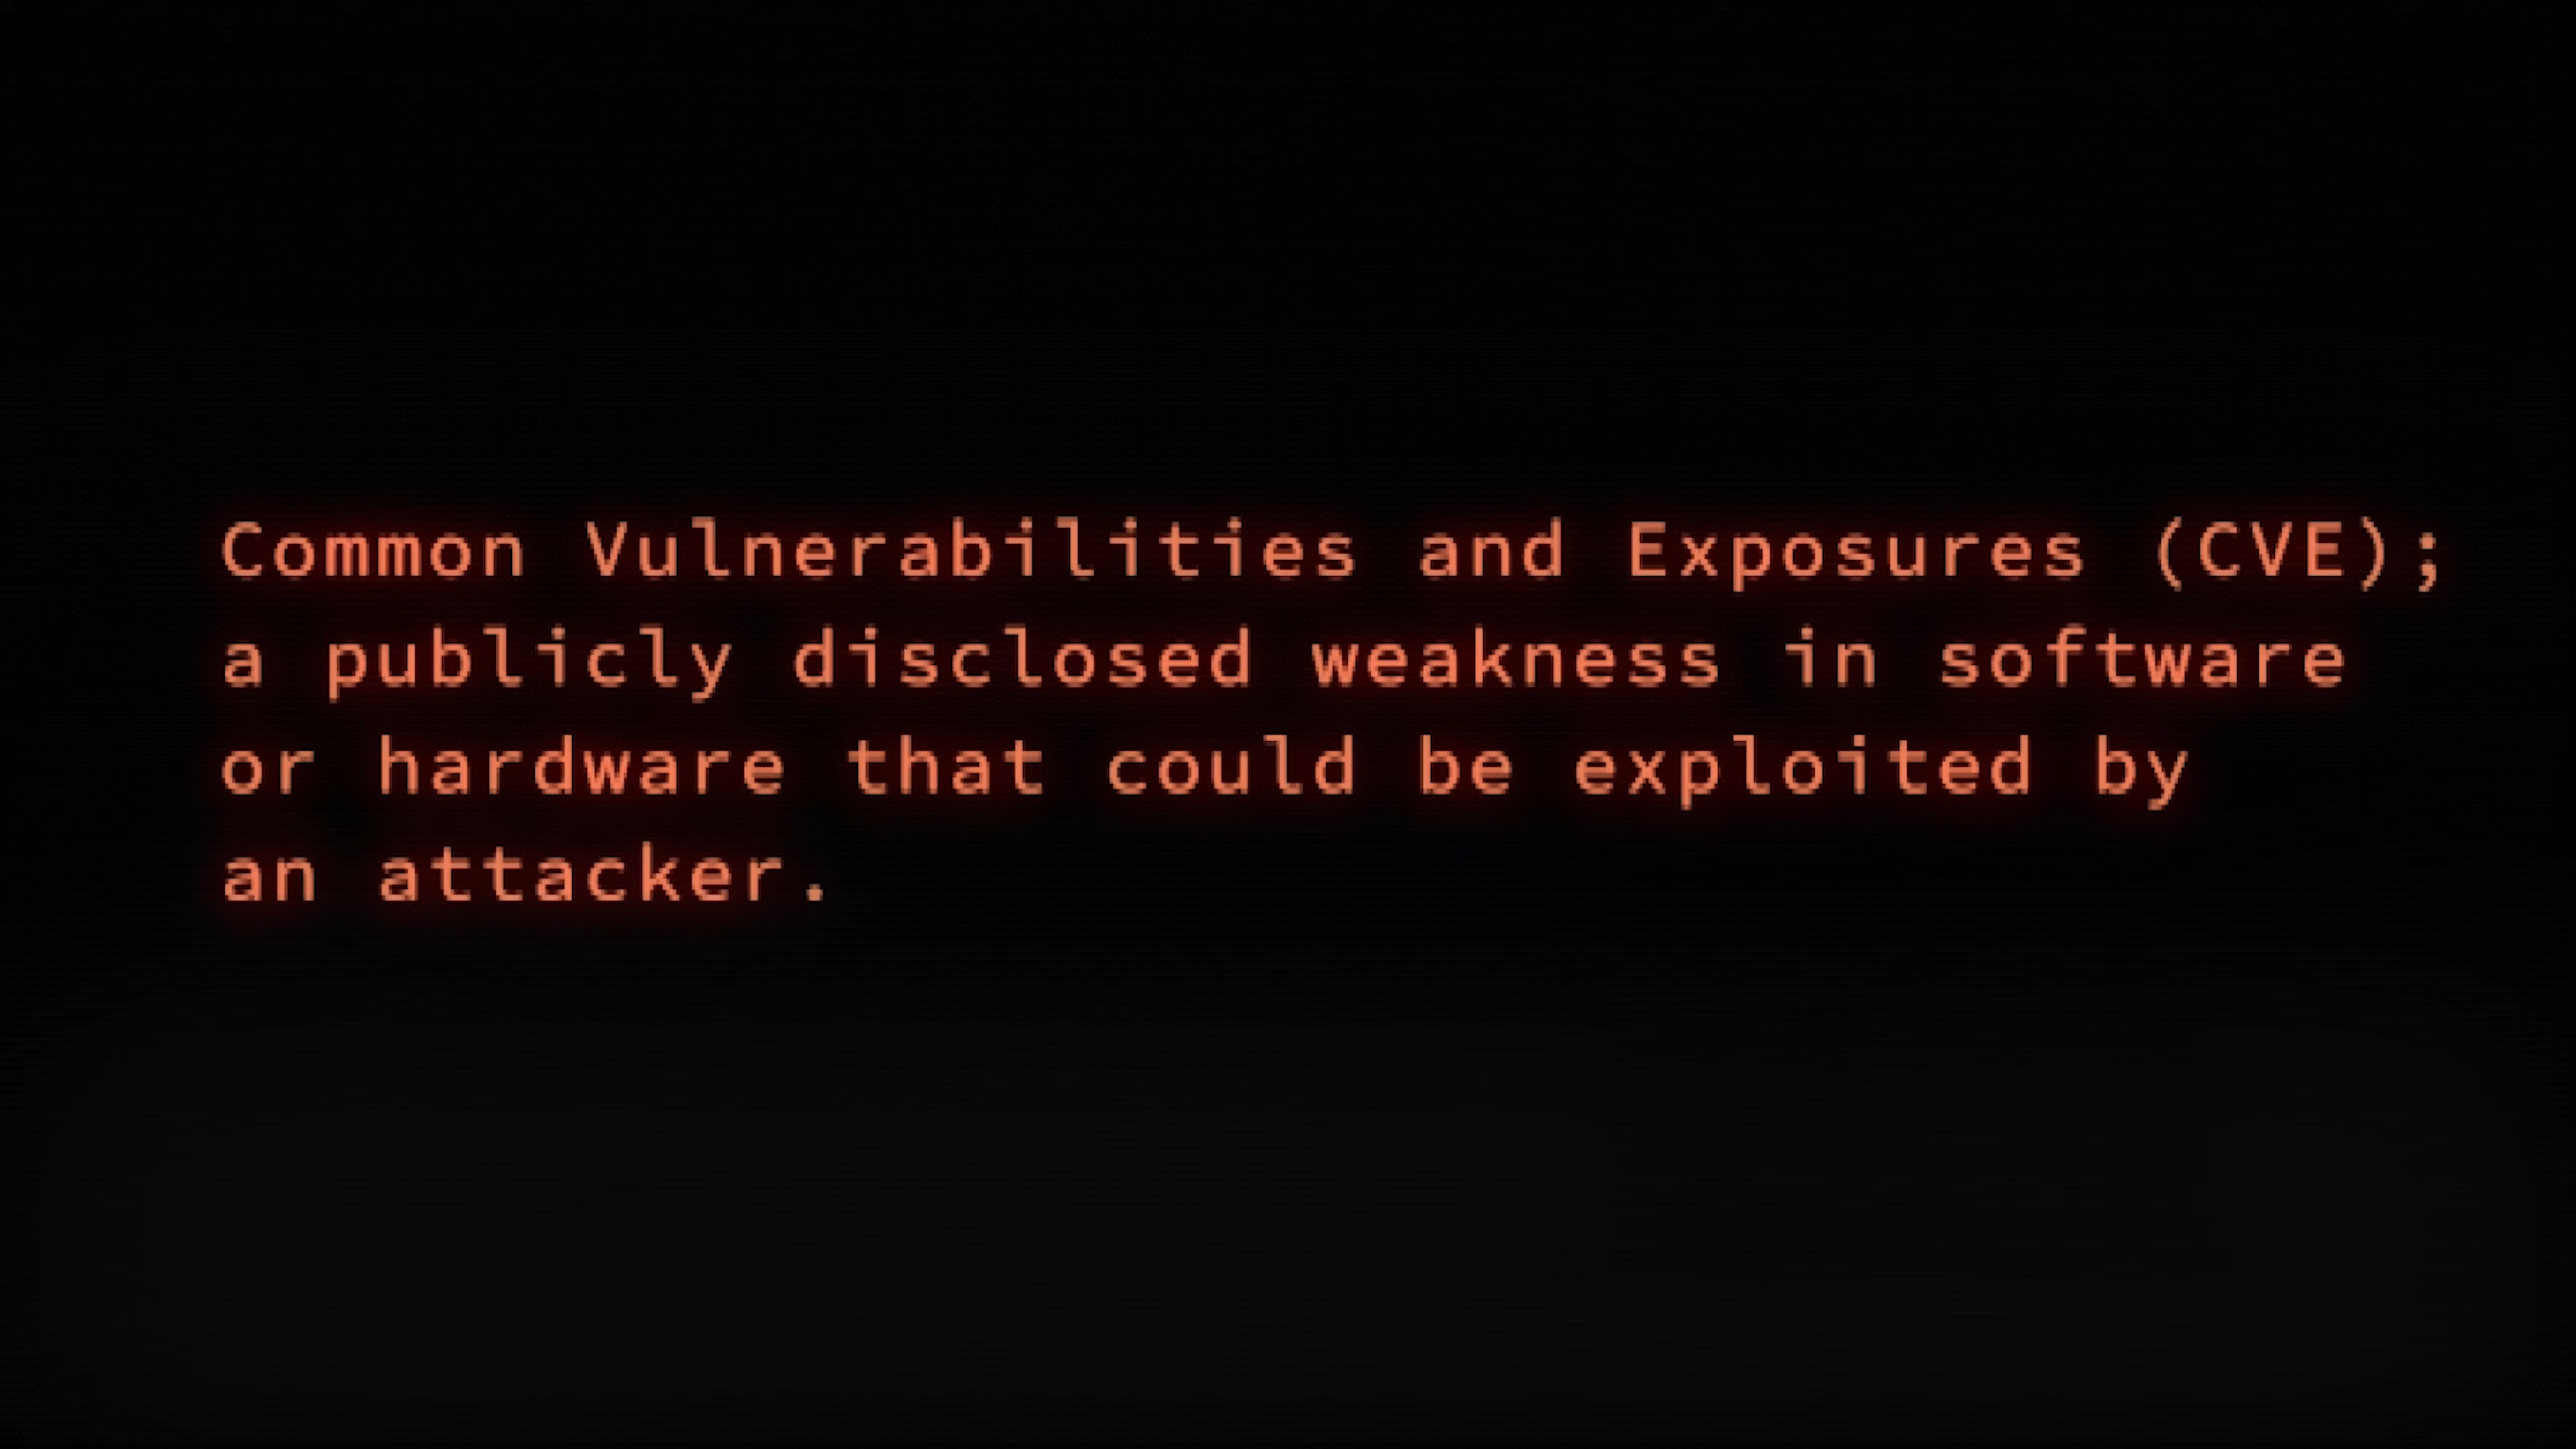 Common Vulnerabilities and Exposures (CVE);
a publicly disclosed weakness in software
or hardware that could be exploited by
an attacker.